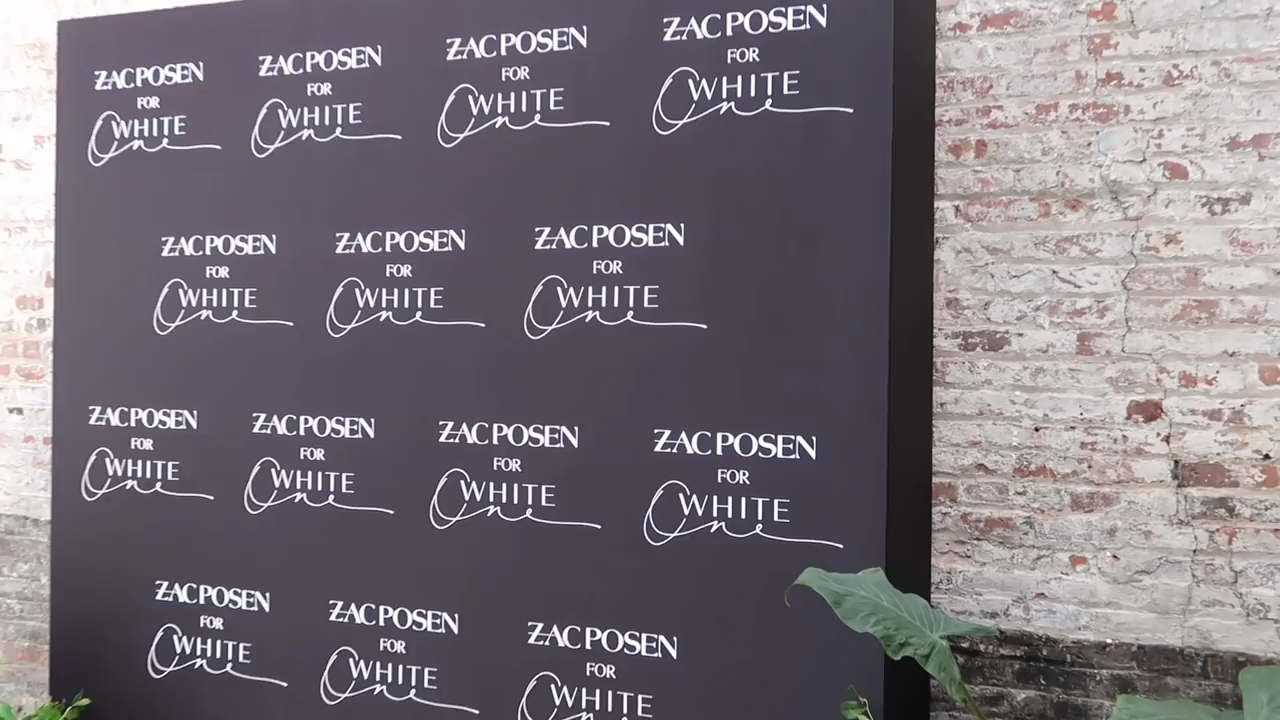 ZAC POSEN ZAC POSEN ZAC POSEN ZAC POSEN
FOR FOR FOR FOR
WHITE WHITE WHITE WHITE
One One One One
ZAC POSEN ZAC POSEN ZAC POSEN
FOR FOR FOR
WHITE WHITE WHITE
One One One
ZAC POSEN ZAC POSEN ZAC POSEN ZAC POSEN
FOR FOR FOR FOR
WHITE WHITE WHITE WHITE
One One One One
ZAC POSEN ZAC POSEN ZAC POSEN
FOR FOR FOR
WHITE WHITE WHITE
One One One